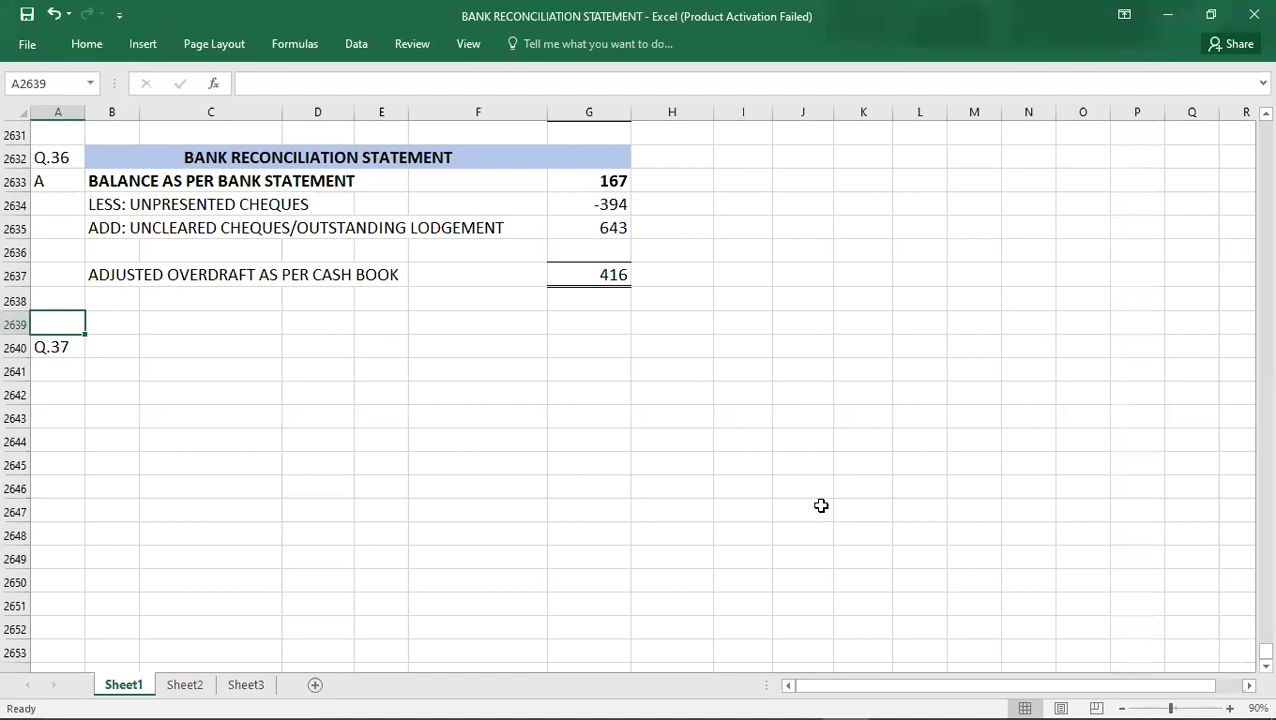 BANK RECONCILIATION STATEMENT - Excel (Product Activation Failed)
File Home Insert Page Layout Formulas Data Review View Tell me what you want to do... Share
A2639 fx
A B C D E F G H I J K L M N O P Q R
2631
2632 Q.36 BANK RECONCILIATION STATEMENT
2633 A BALANCE AS PER BANK STATEMENT 167
2634 LESS: UNPRESENTED CHEQUES -394
2635 ADD: UNCLEARED CHEQUES/OUTSTANDING LODGEMENT 643
2636
2637 ADJUSTED OVERDRAFT AS PER CASH BOOK 416
2638
2639
2640 Q.37
2641
2642
2643
2644
2645
2646
2647
2648
2649
2650
2651
2652
2653
Sheet1 Sheet2 Sheet3
Ready 90%